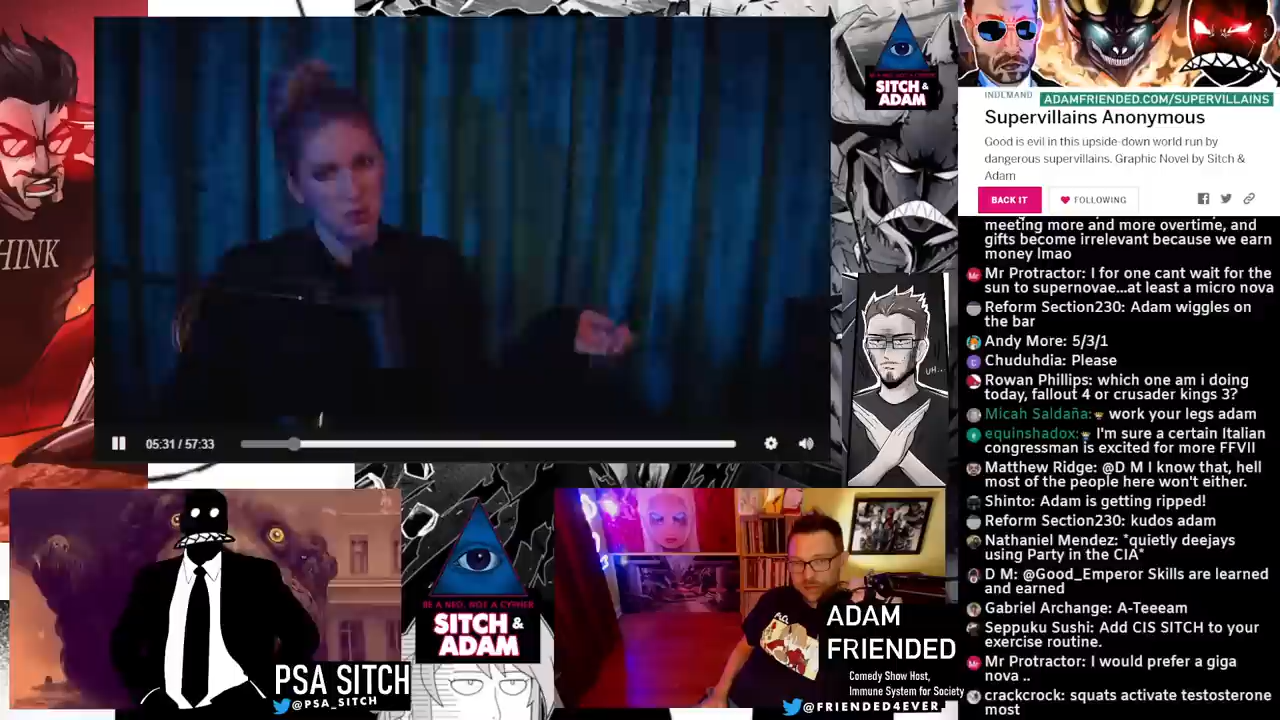 HINK
05:31 / 57:33
SITCH &
ADAM
UH..
INDEMAND
ADAMFRIENDED.COM/SUPERVILLAINS
Supervillains Anonymous
Good is evil in this upside-down world run by
dangerous supervillains. Graphic Novel by Sitch &
Adam
BACK IT
FOLLOWING
meeting more and more overtime, and
gifts become irrelevant because we earn
money lmao
Mr Protractor: I for one cant wait for the
sun to supernovae...at least a micro nova
Reform Section230: Adam wiggles on
the bar
Andy More: 5/3/1
Chuduhdia: Please
Rowan Phillips: which one am i doing
today, fallout 4 or crusader kings 3?
Micah Saldaña: work your legs adam
equinshadox: I'm sure a certain Italian
congressman is excited for more FFVII
Matthew Ridge: @D M I know that, hell
most of the people here won't either.
Shinto: Adam is getting ripped!
Reform Section230: kudos adam
Nathaniel Mendez: *quietly deejays
using Party in the CIA*
D M: @Good_Emperor Skills are learned
and earned
Gabriel Archange: A-Teeeam
Seppuku Sushi: Add CIS SITCH to your
exercise routine.
Mr Protractor: I would prefer a giga
nova ..
crackcrock: squats activate testosterone
most
PSA SITCH
@PSA_SITCH
BE A NEO, NOT A CYPHER
SITCH &
ADAM
ADAM
FRIENDED
Comedy Show Host,
Immune System for Society
@FRIENDED4EVER